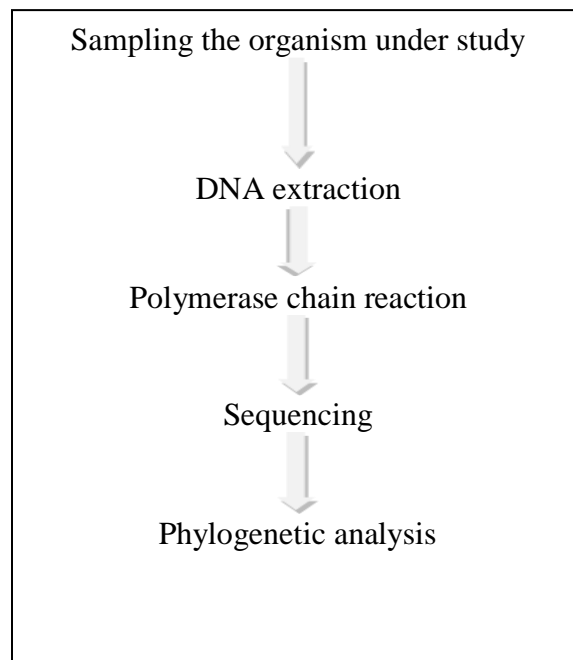 Sampling the organism under study
DNA extraction
Polymerase chain reaction
Sequencing
Phylogenetic analysis